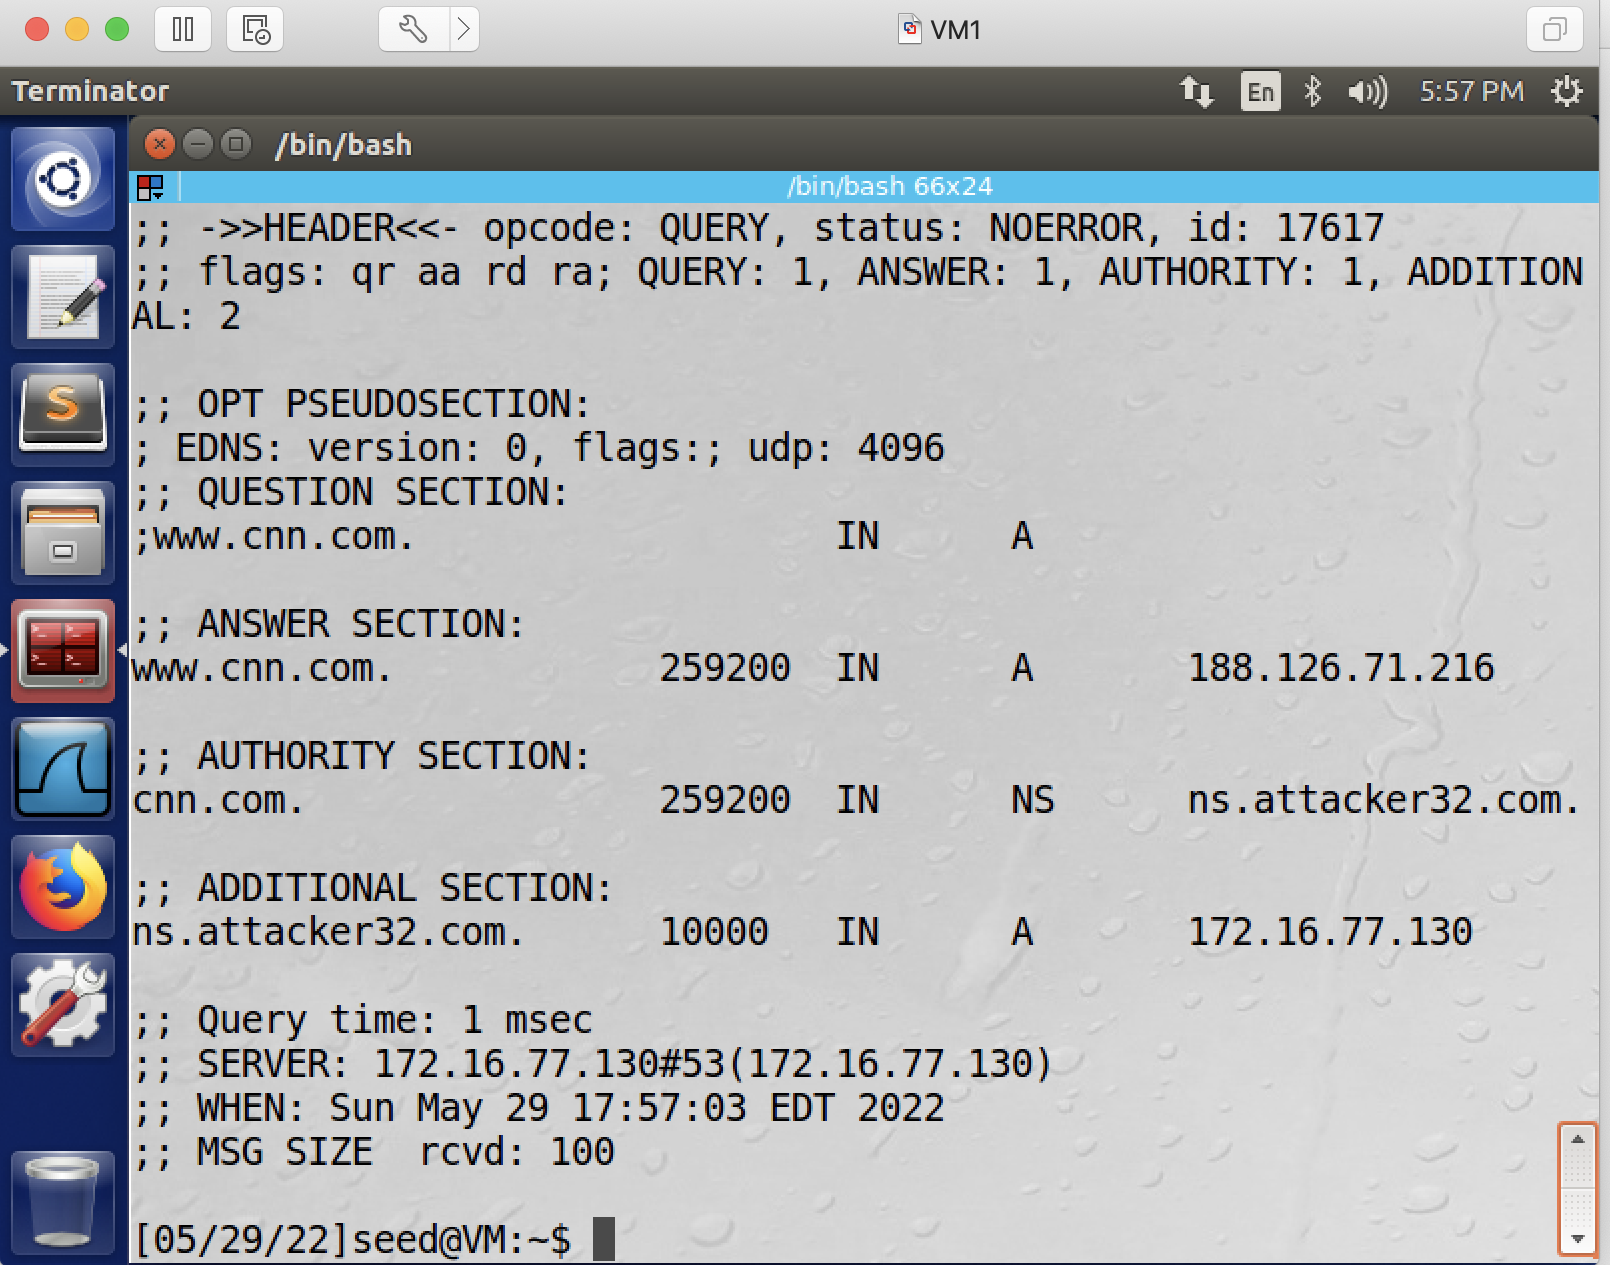 VM1
Terminator
En
5:57 PM
/bin/bash
/bin/bash 66x24
;; ->>HEADER<<- opcode: QUERY, status: NOERROR, id: 17617
;; flags: qr aa rd ra; QUERY: 1, ANSWER: 1, AUTHORITY: 1, ADDITION
AL: 2
;; OPT PSEUDOSECTION:
; EDNS: version: 0, flags:; udp: 4096
;; QUESTION SECTION:
;www.cnn.com. IN A
;; ANSWER SECTION:
www.cnn.com. 259200 IN A 188.126.71.216
;; AUTHORITY SECTION:
cnn.com. 259200 IN NS ns.attacker32.com.
;; ADDITIONAL SECTION:
ns.attacker32.com. 10000 IN A 172.16.77.130
;; Query time: 1 msec
;; SERVER: 172.16.77.130#53(172.16.77.130)
;; WHEN: Sun May 29 17:57:03 EDT 2022
;; MSG SIZE  rcvd: 100
[05/29/22]seed@VM:~$